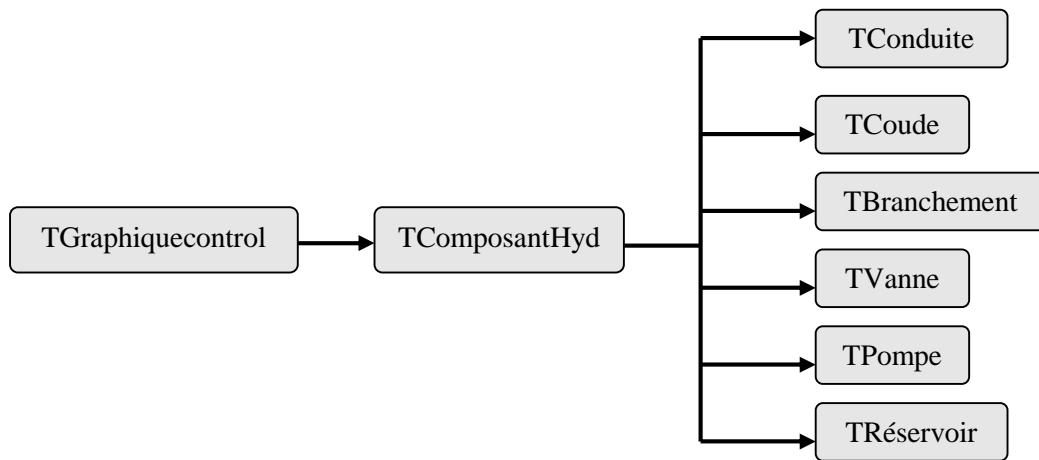 TConduite
TCoude
TBranchement
TGraphiquecontrol
TComposantHyd
TVanne
TPompe
TRéservoir